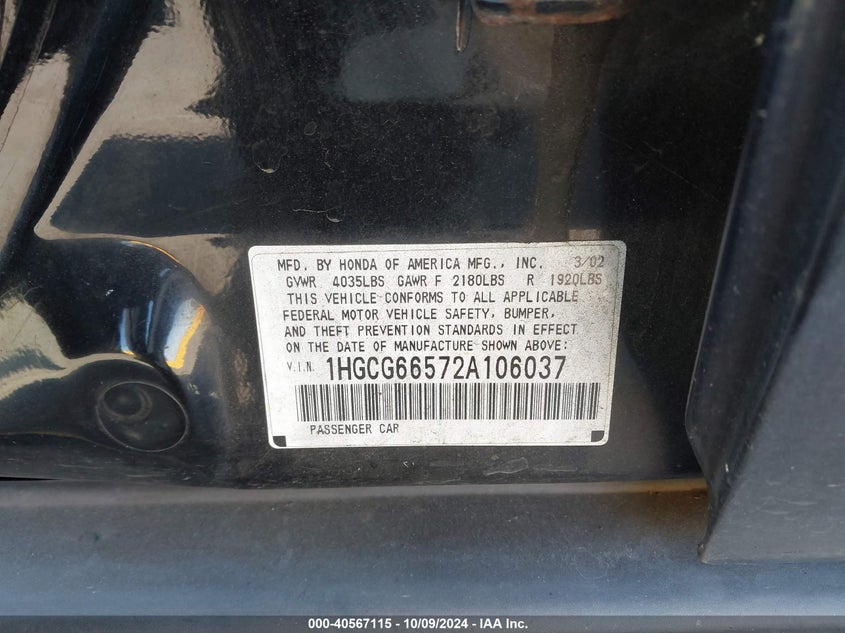 MFD. BY HONDA OF AMERICA MFG., INC. 3/02
GVWR 4035LBS GAWR F 2180LBS R 1920LBS
THIS VEHICLE CONFORMS TO ALL APPLICABLE
FEDERAL MOTOR VEHICLE SAFETY, BUMPER,
AND THEFT PREVENTION STANDARDS IN EFFECT
ON THE DATE OF MANUFACTURE SHOWN ABOVE:
V.I.N. 1HGCG66572A106037
PASSENGER CAR
000-40567115 - 10/09/2024 - IAA Inc.